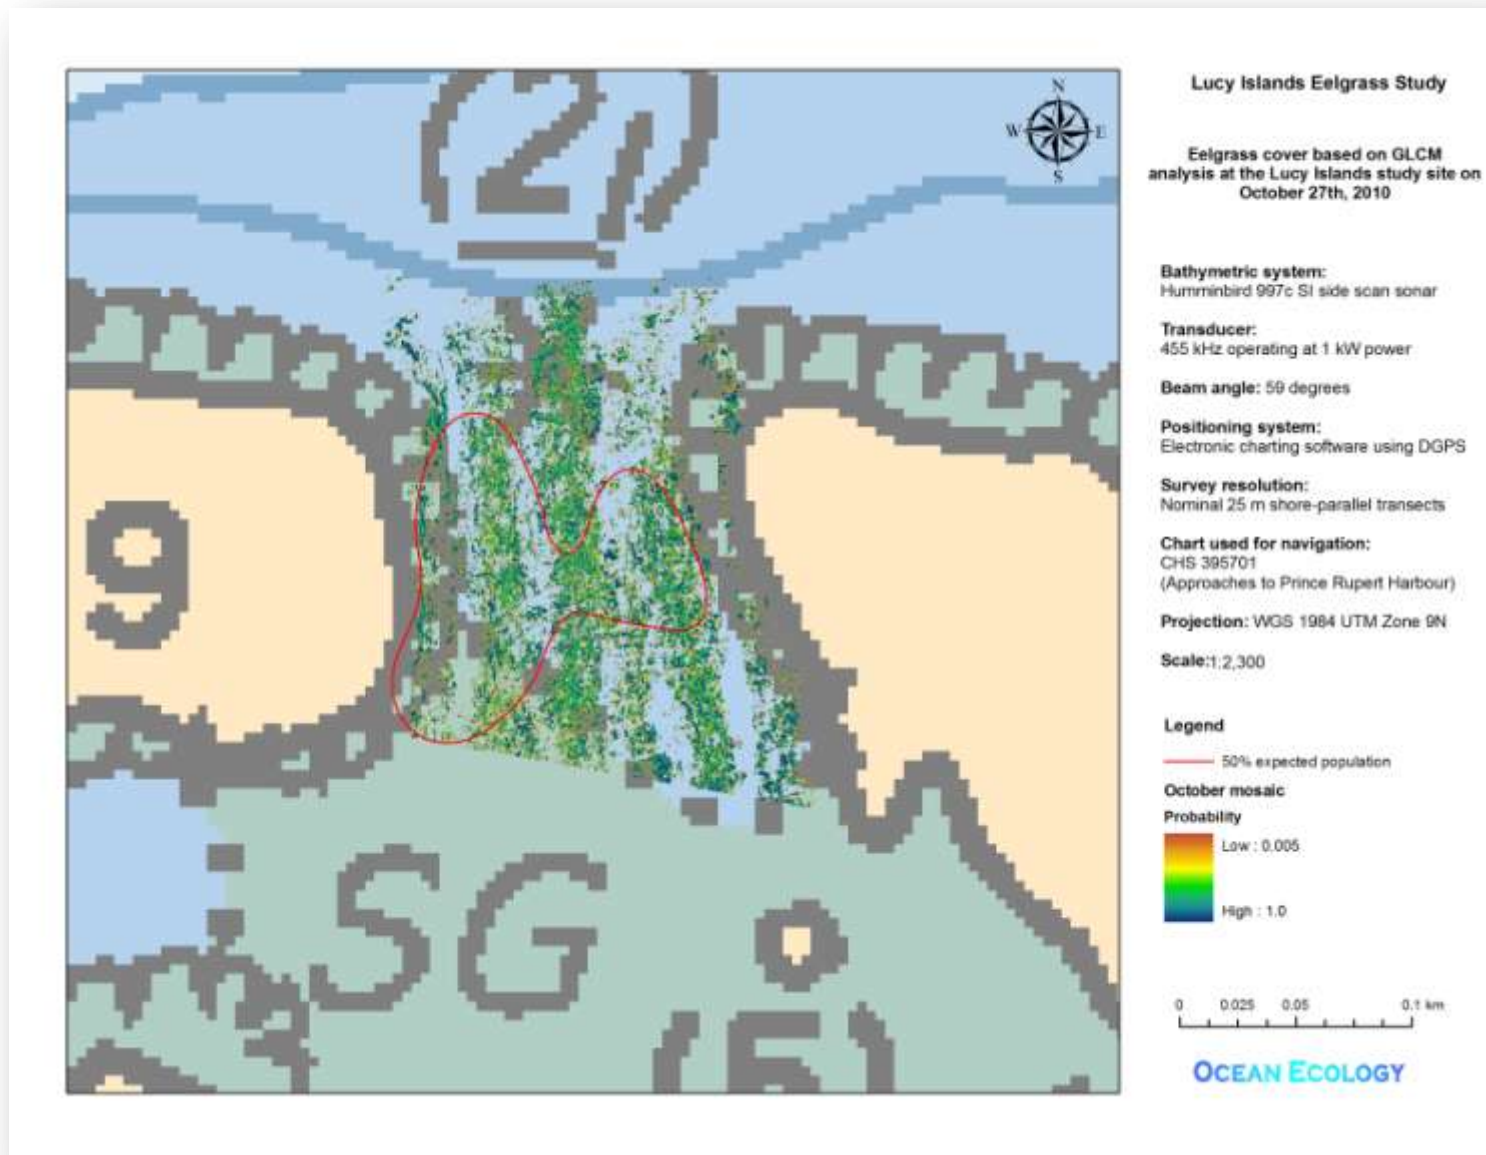 (2)
9
SG
(5)
N
W E
S
Lucy Islands Eelgrass Study
Eelgrass cover based on GLCM
analysis at the Lucy Islands study site on
October 27th, 2010
Bathymetric system:
Humminbird 997c SI side scan sonar
Transducer:
455 kHz operating at 1 kW power
Beam angle: 59 degrees
Positioning system:
Electronic charting software using DGPS
Survey resolution:
Nominal 25 m shore-parallel transects
Chart used for navigation:
CHS 395701
(Approaches to Prince Rupert Harbour)
Projection: WGS 1984 UTM Zone 9N
Scale:1:2,300
Legend
50% expected population
October mosaic
Probability
Low : 0.005
High : 1.0
0 0.025 0.05 0.1 km
OCEAN ECOLOGY